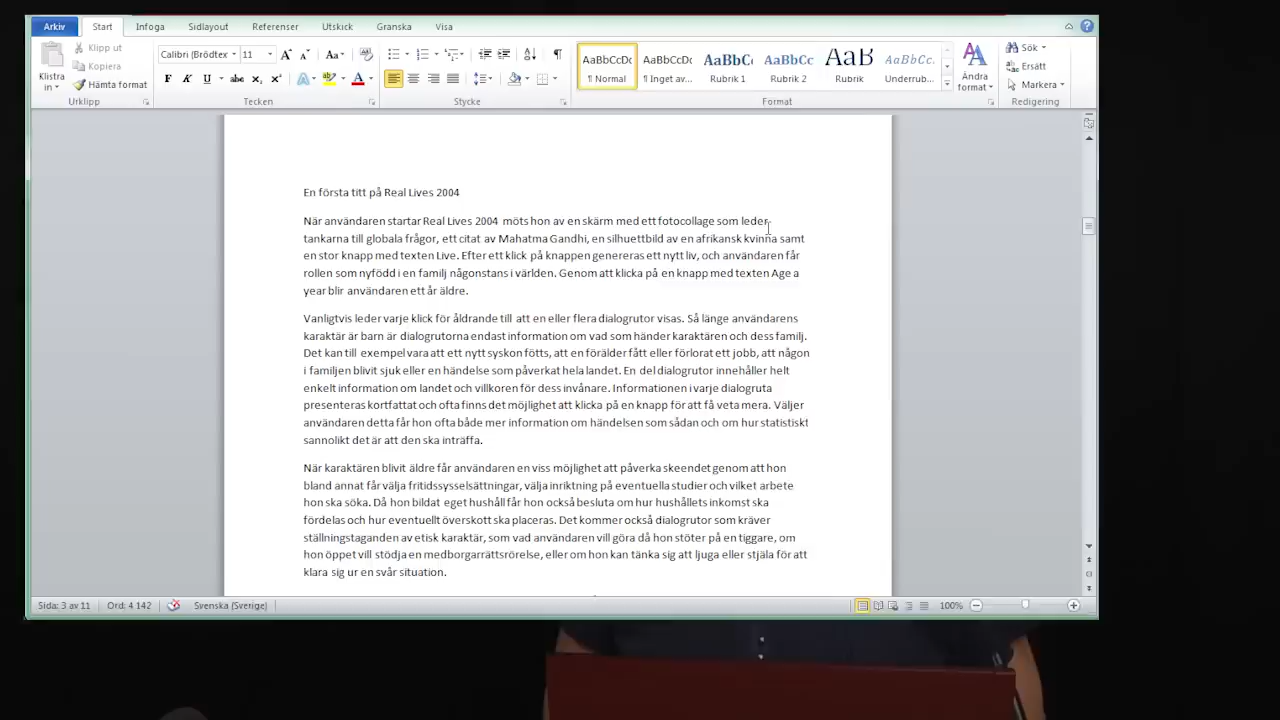 Arkiv Start Infoga Sidlayout Referenser Utskick Granska Visa
Klistra in
Klipp ut
Kopiera
Hämta format
Urklipp
Calibri (Brödtex 11
Tecken
Stycke
AaBbCcDc AaBbCcDc AaBbC AaBbCc AaB AaBbCc.
¶ Normal ¶ Inget av... Rubrik 1 Rubrik 2 Rubrik Underrub...
Format
Ändra format
Sök
Ersätt
Markera
Redigering
En första titt på Real Lives 2004
När användaren startar Real Lives 2004 möts hon av en skärm med ett fotocollage som leder
tankarna till globala frågor, ett citat av Mahatma Gandhi, en silhuettbild av en afrikansk kvinna samt
en stor knapp med texten Live. Efter ett klick på knappen genereras ett nytt liv, och användaren får
rollen som nyfödd i en familj någonstans i världen. Genom att klicka på en knapp med texten Age a
year blir användaren ett år äldre.
Vanligtvis leder varje klick för åldrande till att en eller flera dialogrutor visas. Så länge användarens
karaktär är barn är dialogrutorna endast information om vad som händer karaktären och dess familj.
Det kan till exempel vara att ett nytt syskon fötts, att en förälder fått eller förlorat ett jobb, att någon
i familjen blivit sjuk eller en händelse som påverkat hela landet. En del dialogrutor innehåller helt
enkelt information om landet och villkoren för dess invånare. Informationen i varje dialogruta
presenteras kortfattat och ofta finns det möjlighet att klicka på en knapp för att få veta mera. Väljer
användaren detta får hon ofta både mer information om händelsen som sådan och om hur statistiskt
sannolikt det är att den ska inträffa.
När karaktären blivit äldre får användaren en viss möjlighet att påverka skeendet genom att hon
bland annat får välja fritidssysselsättningar, välja inriktning på eventuella studier och vilket arbete
hon ska söka. Då hon bildat eget hushåll får hon också besluta om hur hushållets inkomst ska
fördelas och hur eventuellt överskott ska placeras. Det kommer också dialogrutor som kräver
ställningstaganden av etisk karaktär, som vad användaren vill göra då hon stöter på en tiggare, om
hon öppet vill stödja en medborgarrättsrörelse, eller om hon kan tänka sig att ljuga eller stjäla för att
klara sig ur en svår situation.
Sida: 3 av 11 Ord: 4 142 Svenska (Sverige) 100%